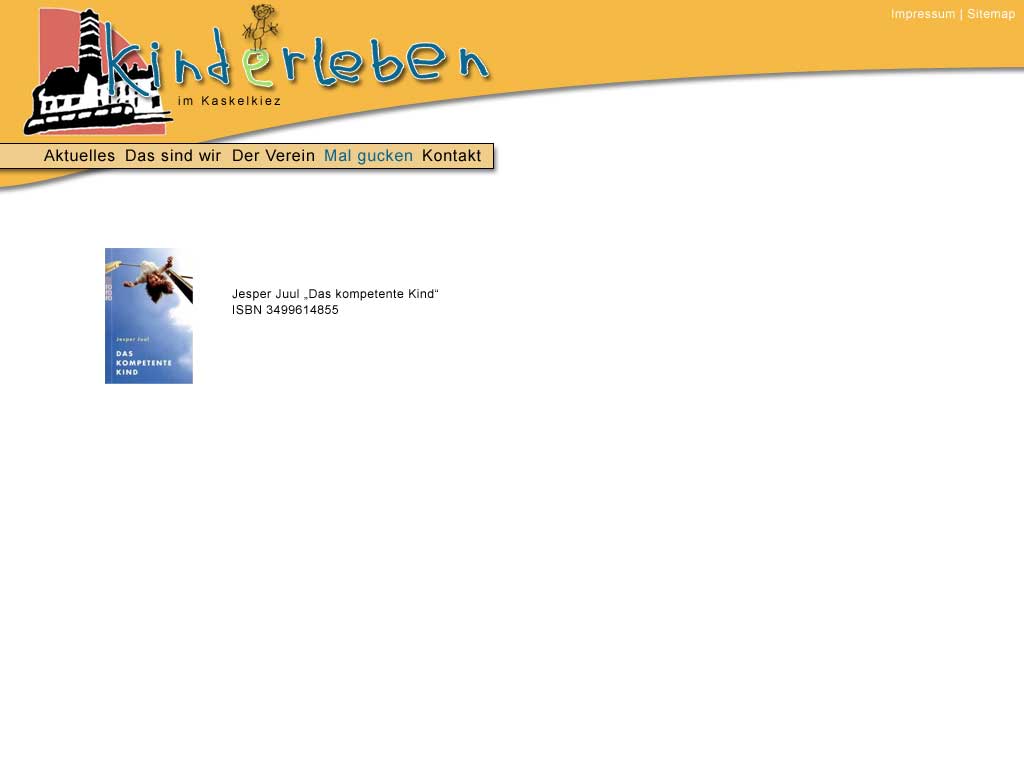 Impressum | Sitemap
kinderleben
im Kaskelkiez
Aktuelles Das sind wir Der Verein Mal gucken Kontakt
Jesper Juul „Das kompetente Kind“
ISBN 3499614855
Jesper Juul
DAS
KOMPETENTE
KIND